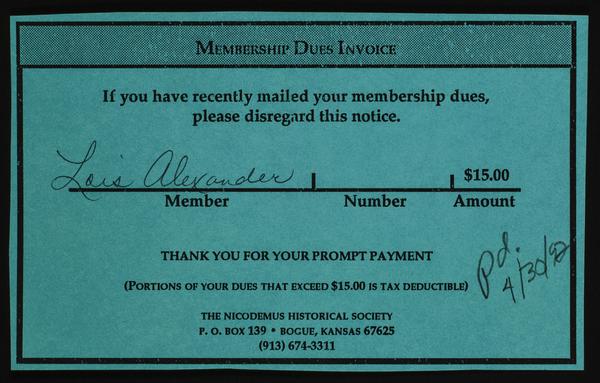 MEMBERSHIP DUES INVOICE
If you have recently mailed your membership dues,
please disregard this notice.
Lois Alexander $15.00
Member Number Amount
THANK YOU FOR YOUR PROMPT PAYMENT
(PORTIONS OF YOUR DUES THAT EXCEED $15.00 IS TAX DEDUCTIBLE)
Pd.
4/30/92
THE NICODEMUS HISTORICAL SOCIETY
P. O. BOX 139 • BOGUE, KANSAS 67625
(913) 674-3311